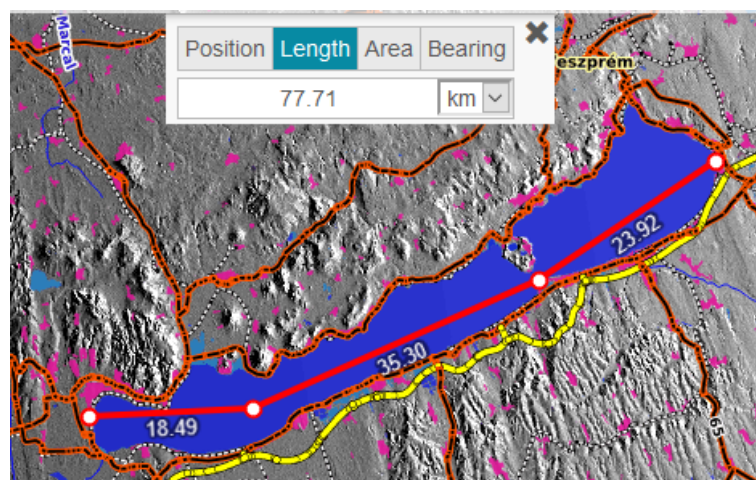 Position Length Area Bearing
77.71 km
Marcal
eszprém
23.92
35.30
18.49
65